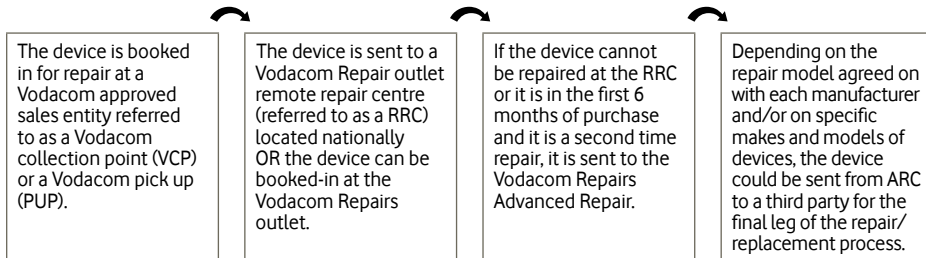 The device is booked
in for repair at a
Vodacom approved
sales entity referred
to as a Vodacom
collection point (VCP)
or a Vodacom pick up
(PUP).
The device is sent to a
Vodacom Repair outlet
remote repair centre
(referred to as a RRC)
located nationally
OR the device can be
booked-in at the
Vodacom Repairs
outlet.
If the device cannot
be repaired at the RRC
or it is in the first 6
months of purchase
and it is a second time
repair, it is sent to the
Vodacom Repairs
Advanced Repair.
Depending on the
repair model agreed on
with each manufacturer
and/or on specific
makes and models of
devices, the device
could be sent from ARC
to a third party for the
final leg of the repair/
replacement process.